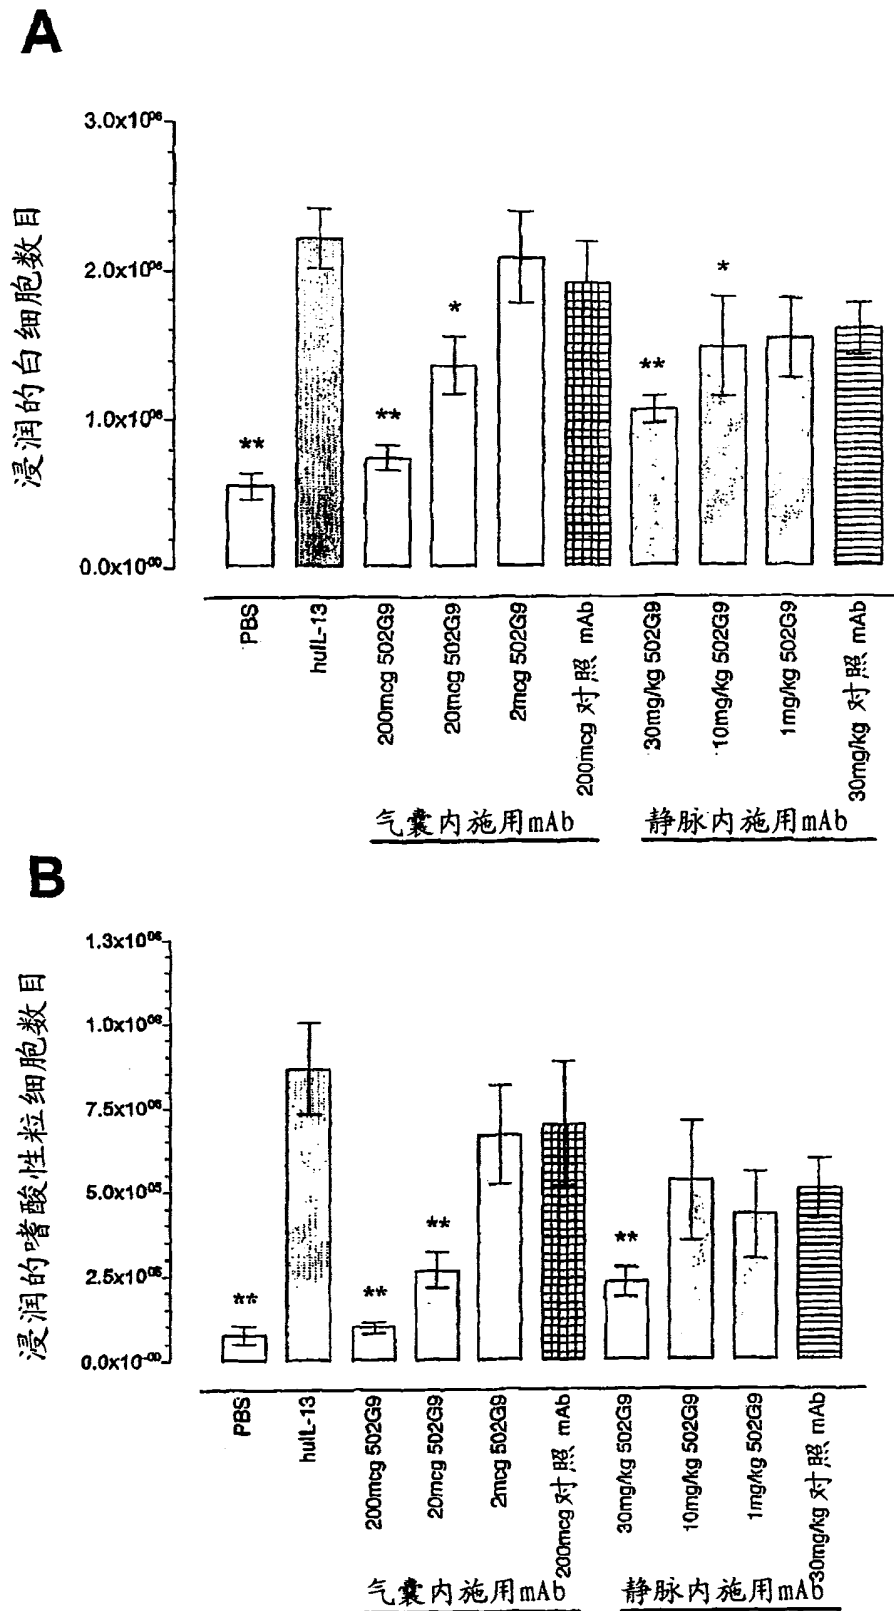 A
浸润的白细胞数目
3.0x10⁰⁶
2.0x10⁰⁶
1.0x10⁰⁶
0.0x10⁻⁰⁰
** ** * ** *
PBS
huIL-13
200mcg 502G9
20mcg 502G9
2mcg 502G9
200mcg 对照 mAb
30mg/kg 502G9
10mg/kg 502G9
1mg/kg 502G9
30mg/kg 对照 mAb
气囊内施用mAb
静脉内施用mAb
B
浸润的嗜酸性粒细胞数目
1.3x10⁰⁶
1.0x10⁰⁶
7.5x10⁰⁵
5.0x10⁰⁵
2.5x10⁰⁵
0.0x10⁻⁰⁰
** ** ** **
PBS
huIL-13
200mcg 502G9
20mcg 502G9
2mcg 502G9
200mcg 对照 mAb
30mg/kg 502G9
10mg/kg 502G9
1mg/kg 502G9
30mg/kg 对照 mAb
气囊内施用mAb
静脉内施用mAb